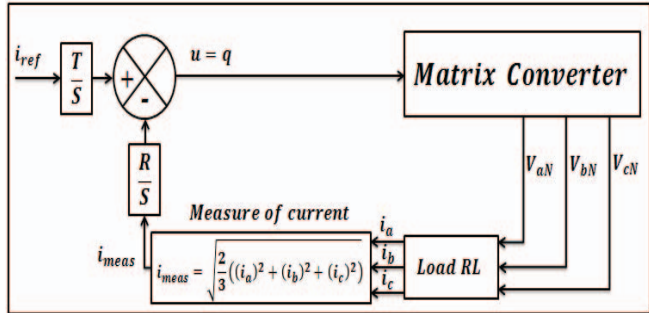 i_ref
T/S
+
-
u = q
Matrix Converter
V_aN
V_bN
V_cN
R/S
Measure of current
i_a
i_b
i_c
i_meas
i_meas = √(2/3((i_a)² + (i_b)² + (i_c)²))
Load RL